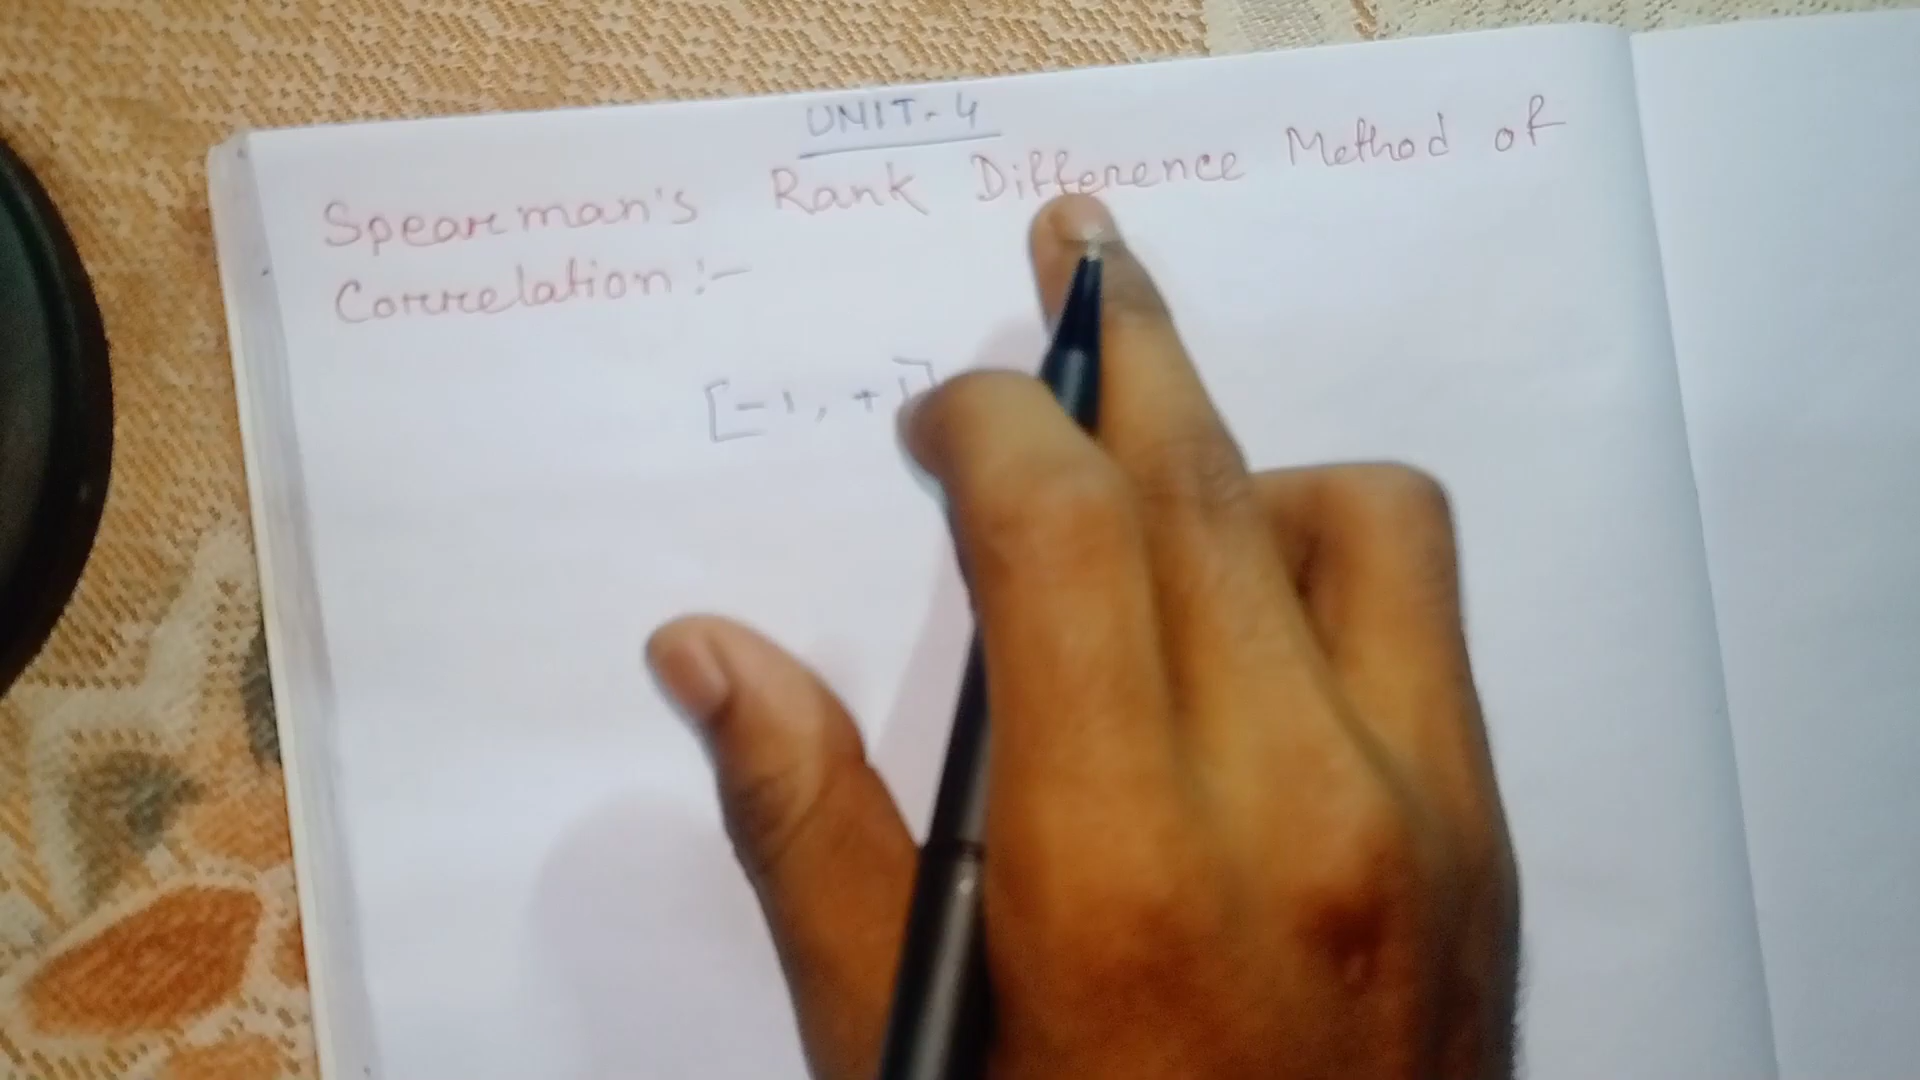 UNIT-4
Spearman's Rank Difference Method of
Correlation :-
[-1, +1]